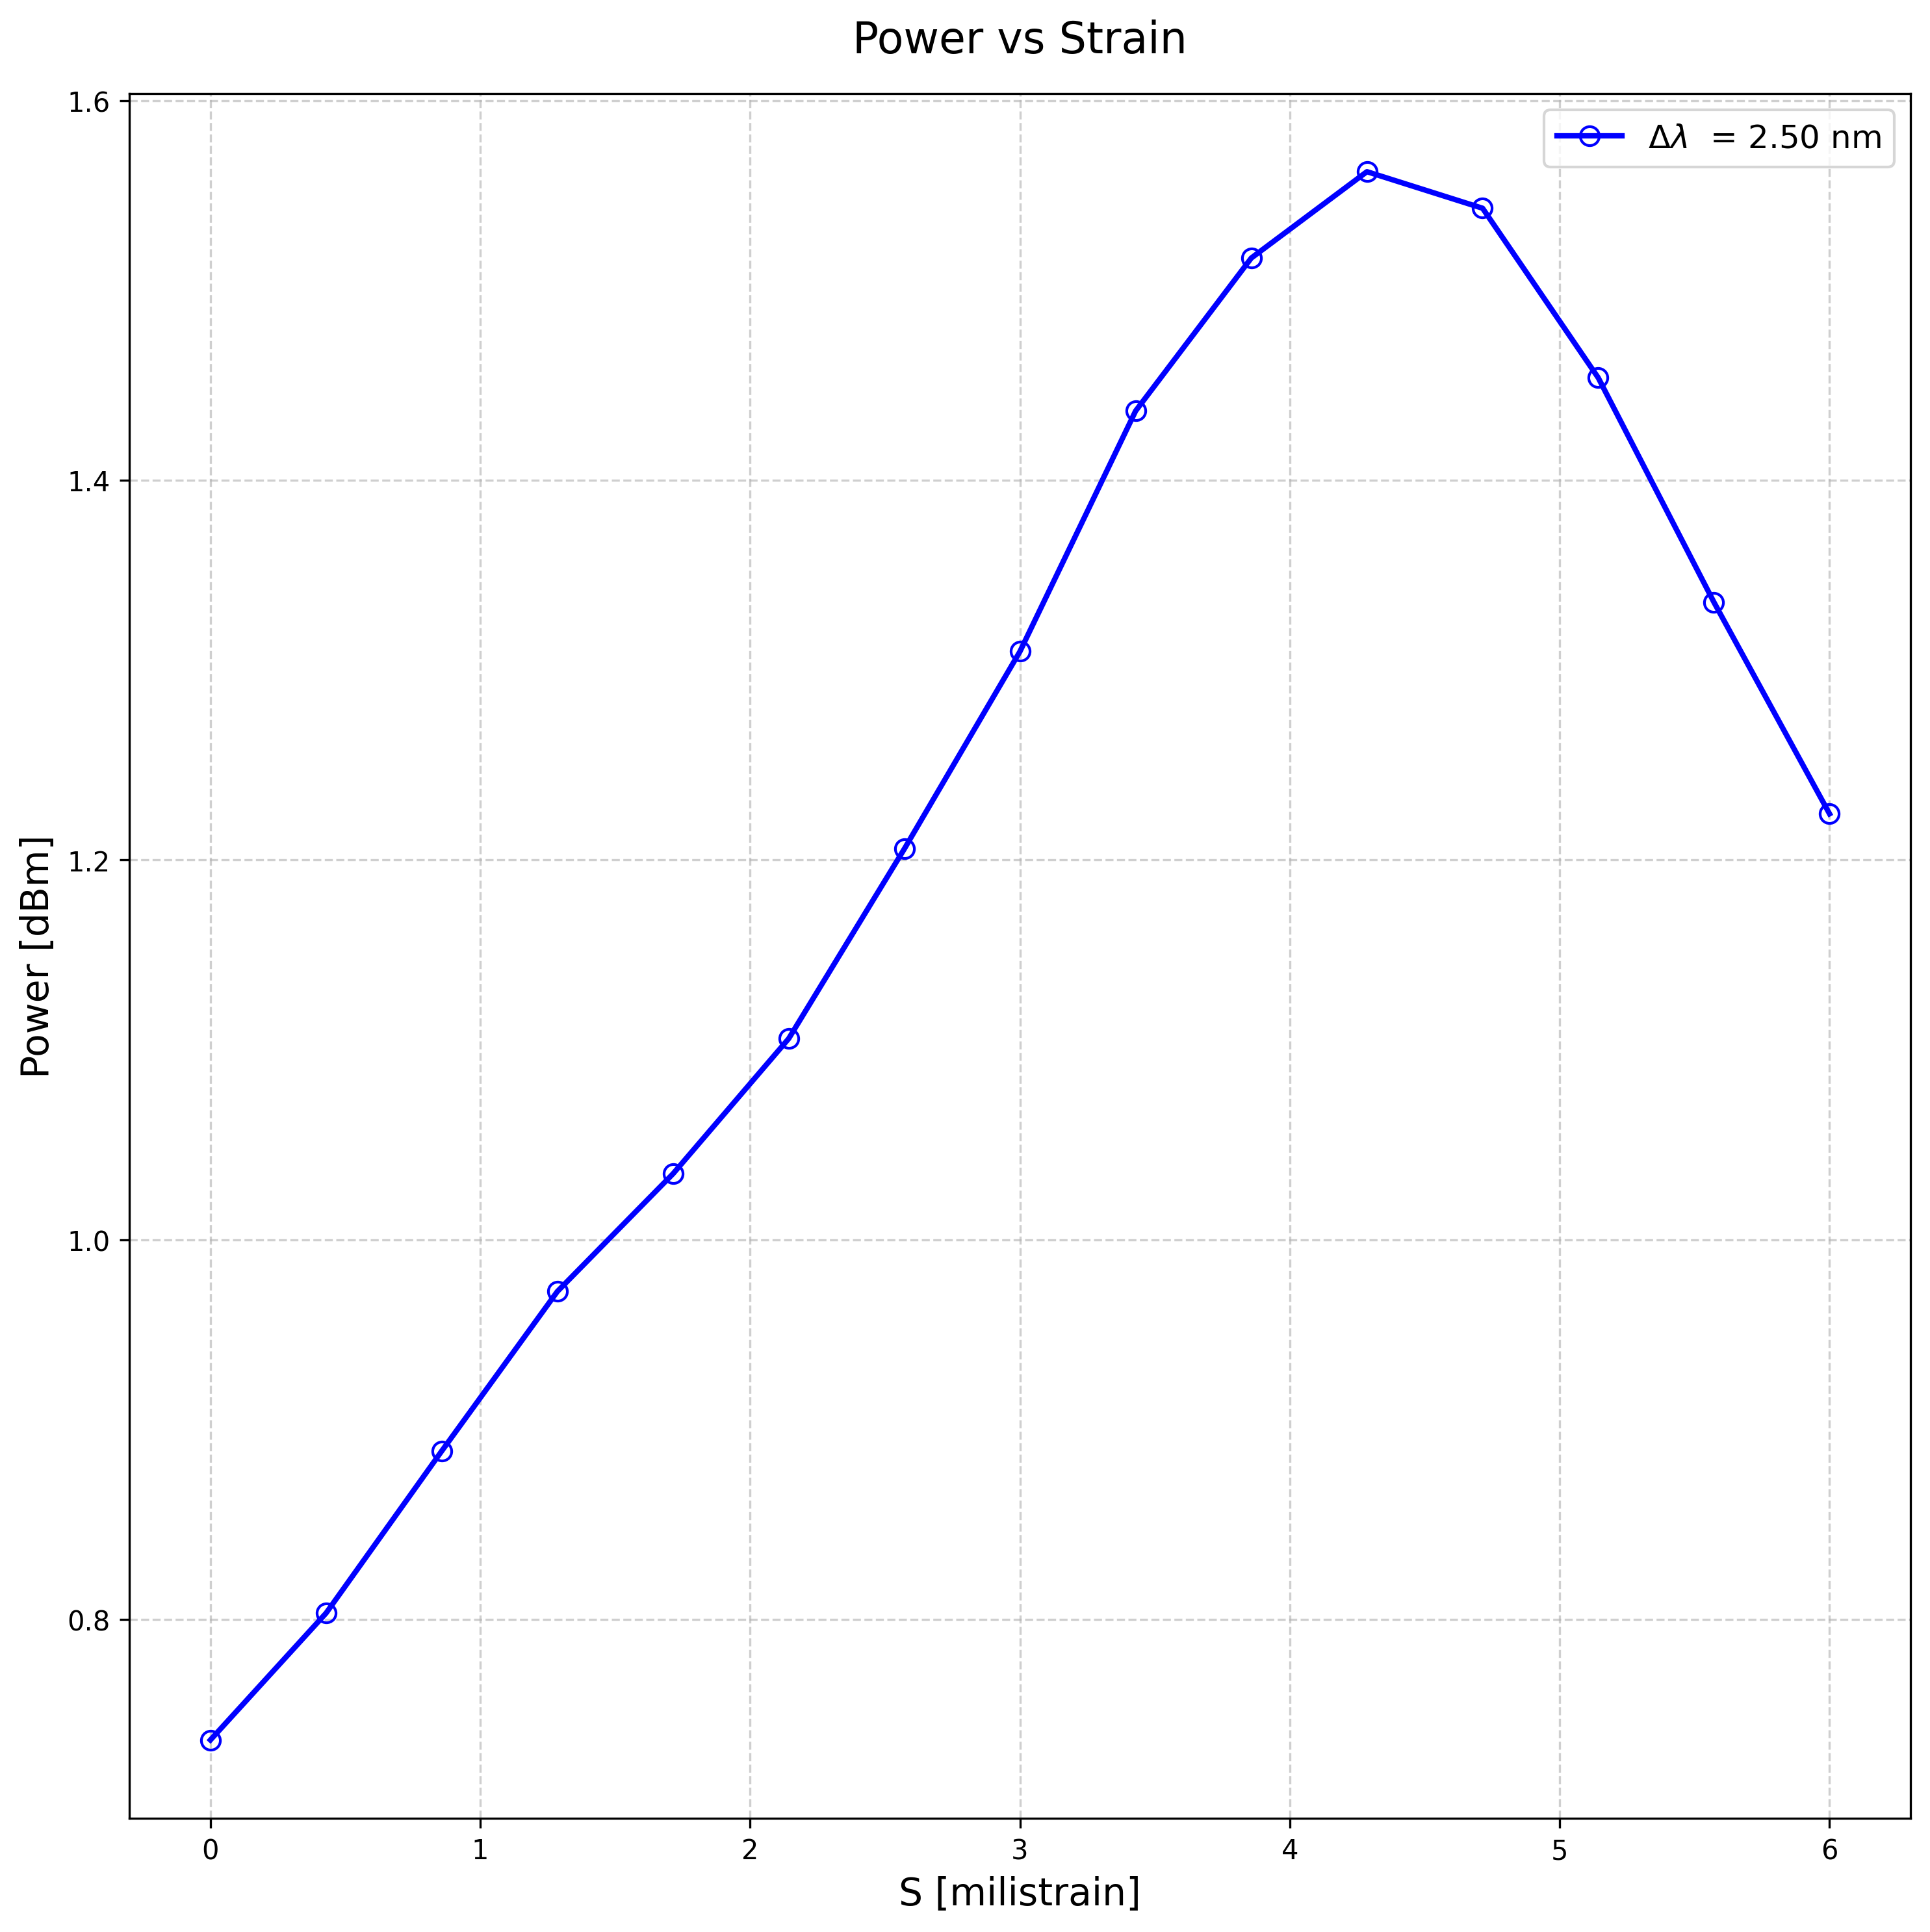 Power vs Strain
Δλ = 2.50 nm
1.6
1.4
1.2
1.0
0.8
Power [dBm]
0 1 2 3 4 5 6
S [milistrain]